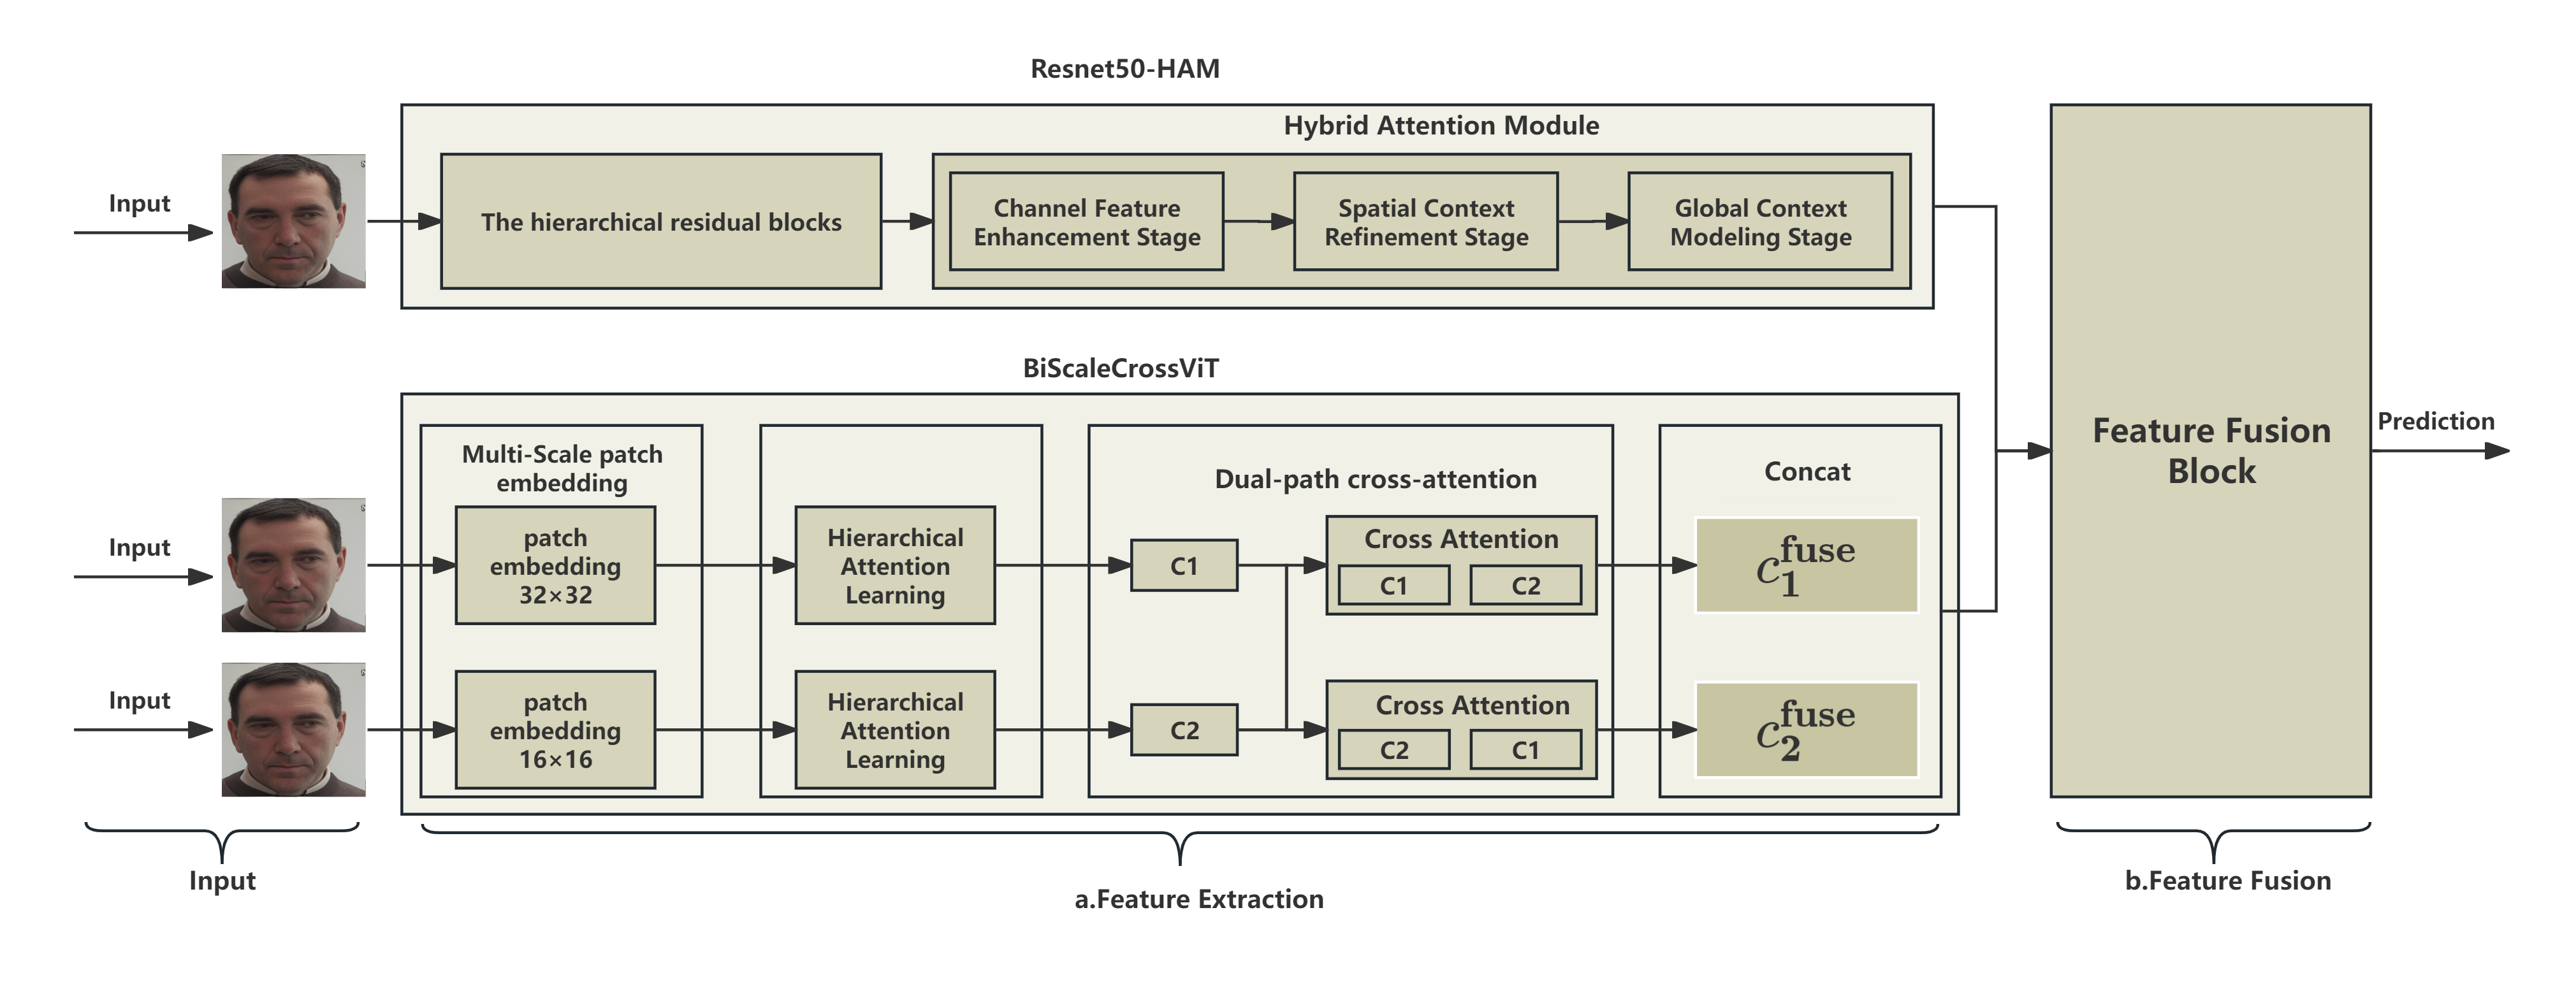 Resnet50-HAM
Hybrid Attention Module
Input
The hierarchical residual blocks
Channel Feature
Enhancement Stage
Spatial Context
Refinement Stage
Global Context
Modeling Stage
BiScaleCrossViT
Multi-Scale patch
embedding
Dual-path cross-attention
Concat
Input
patch
embedding
32×32
Hierarchical
Attention
Learning
C1
Cross Attention
C1
C2
c₁^fuse
Input
patch
embedding
16×16
Hierarchical
Attention
Learning
C2
Cross Attention
C2
C1
c₂^fuse
Feature Fusion
Block
Prediction
Input
a.Feature Extraction
b.Feature Fusion